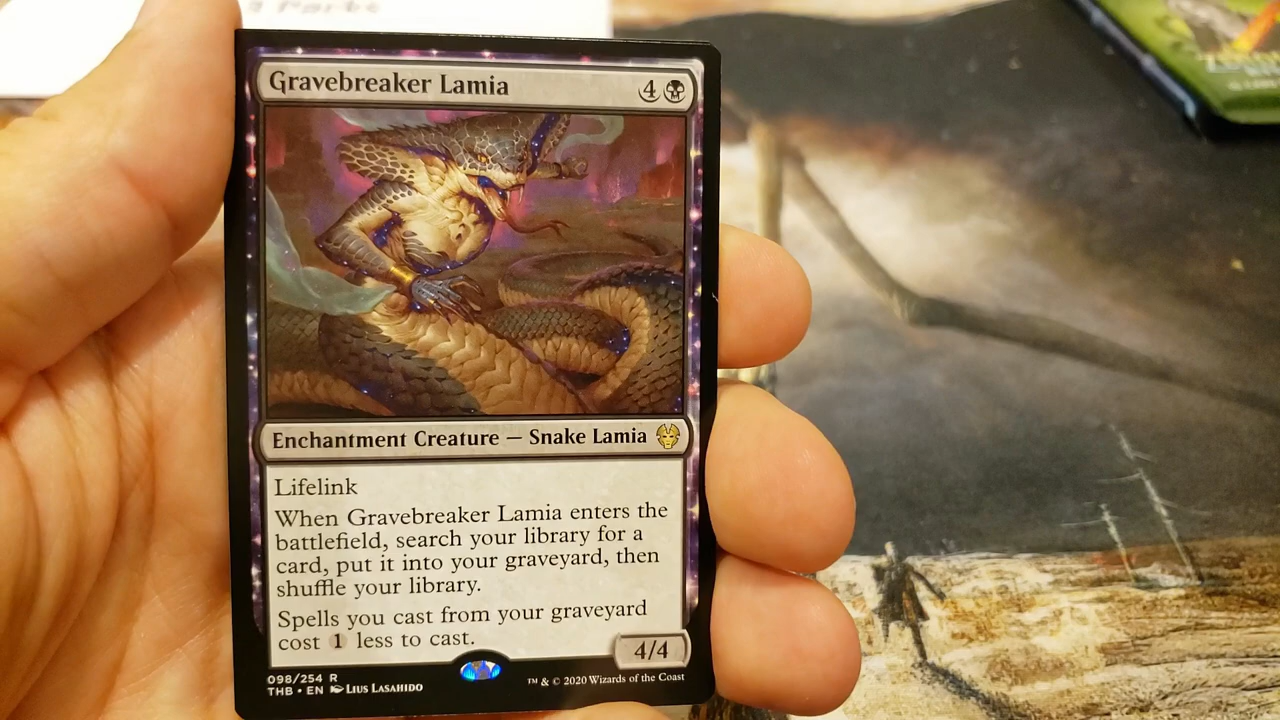 Gravebreaker Lamia 4
Enchantment Creature — Snake Lamia
Lifelink
When Gravebreaker Lamia enters the
battlefield, search your library for a
card, put it into your graveyard, then
shuffle your library.
Spells you cast from your graveyard
cost 1 less to cast.
4/4
098/254 R
THB • EN Lius Lasahido
™ & © 2020 Wizards of the Coast